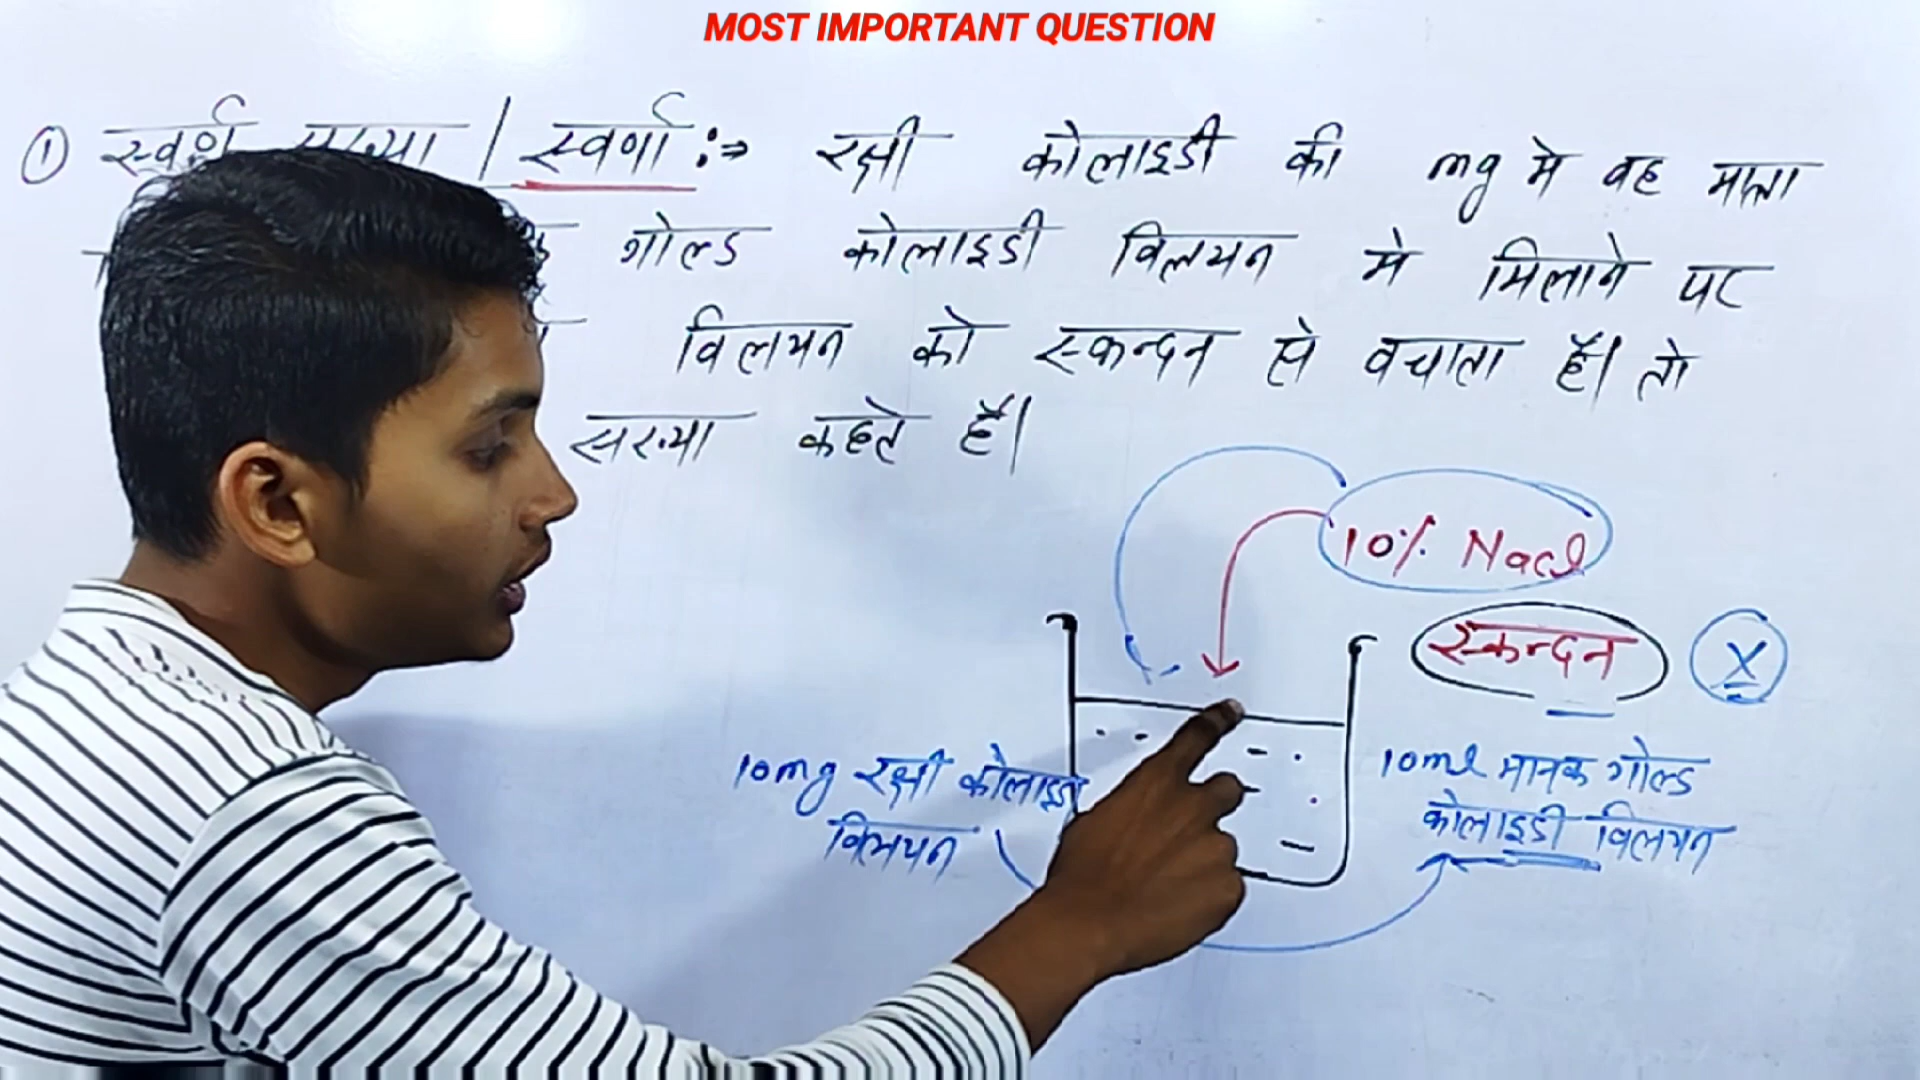 MOST IMPORTANT QUESTION
① स्वर्ण / स्वर्णा :⇒ रक्षी कोलाइडी की mg मे वह मात्रा
गोल्ड कोलाइडी विलयन मे मिलाने पर
विलयन को स्कन्दन से बचाता है। तो
संख्या कहते है।
10% Nacl
स्कन्दन X
10mg रक्षी कोलाइडी
विलयन
10ml मानक गोल्ड
कोलाइडी विलयन